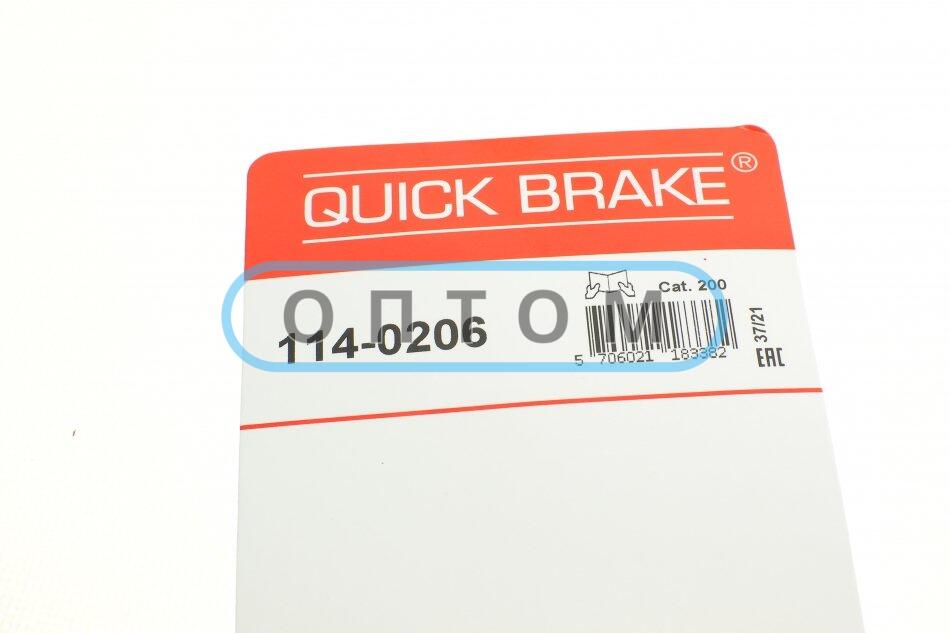 QUICK BRAKE®
Cat. 200
114-0206
ОПТОМ
5 706021 183382
37/21
EAC